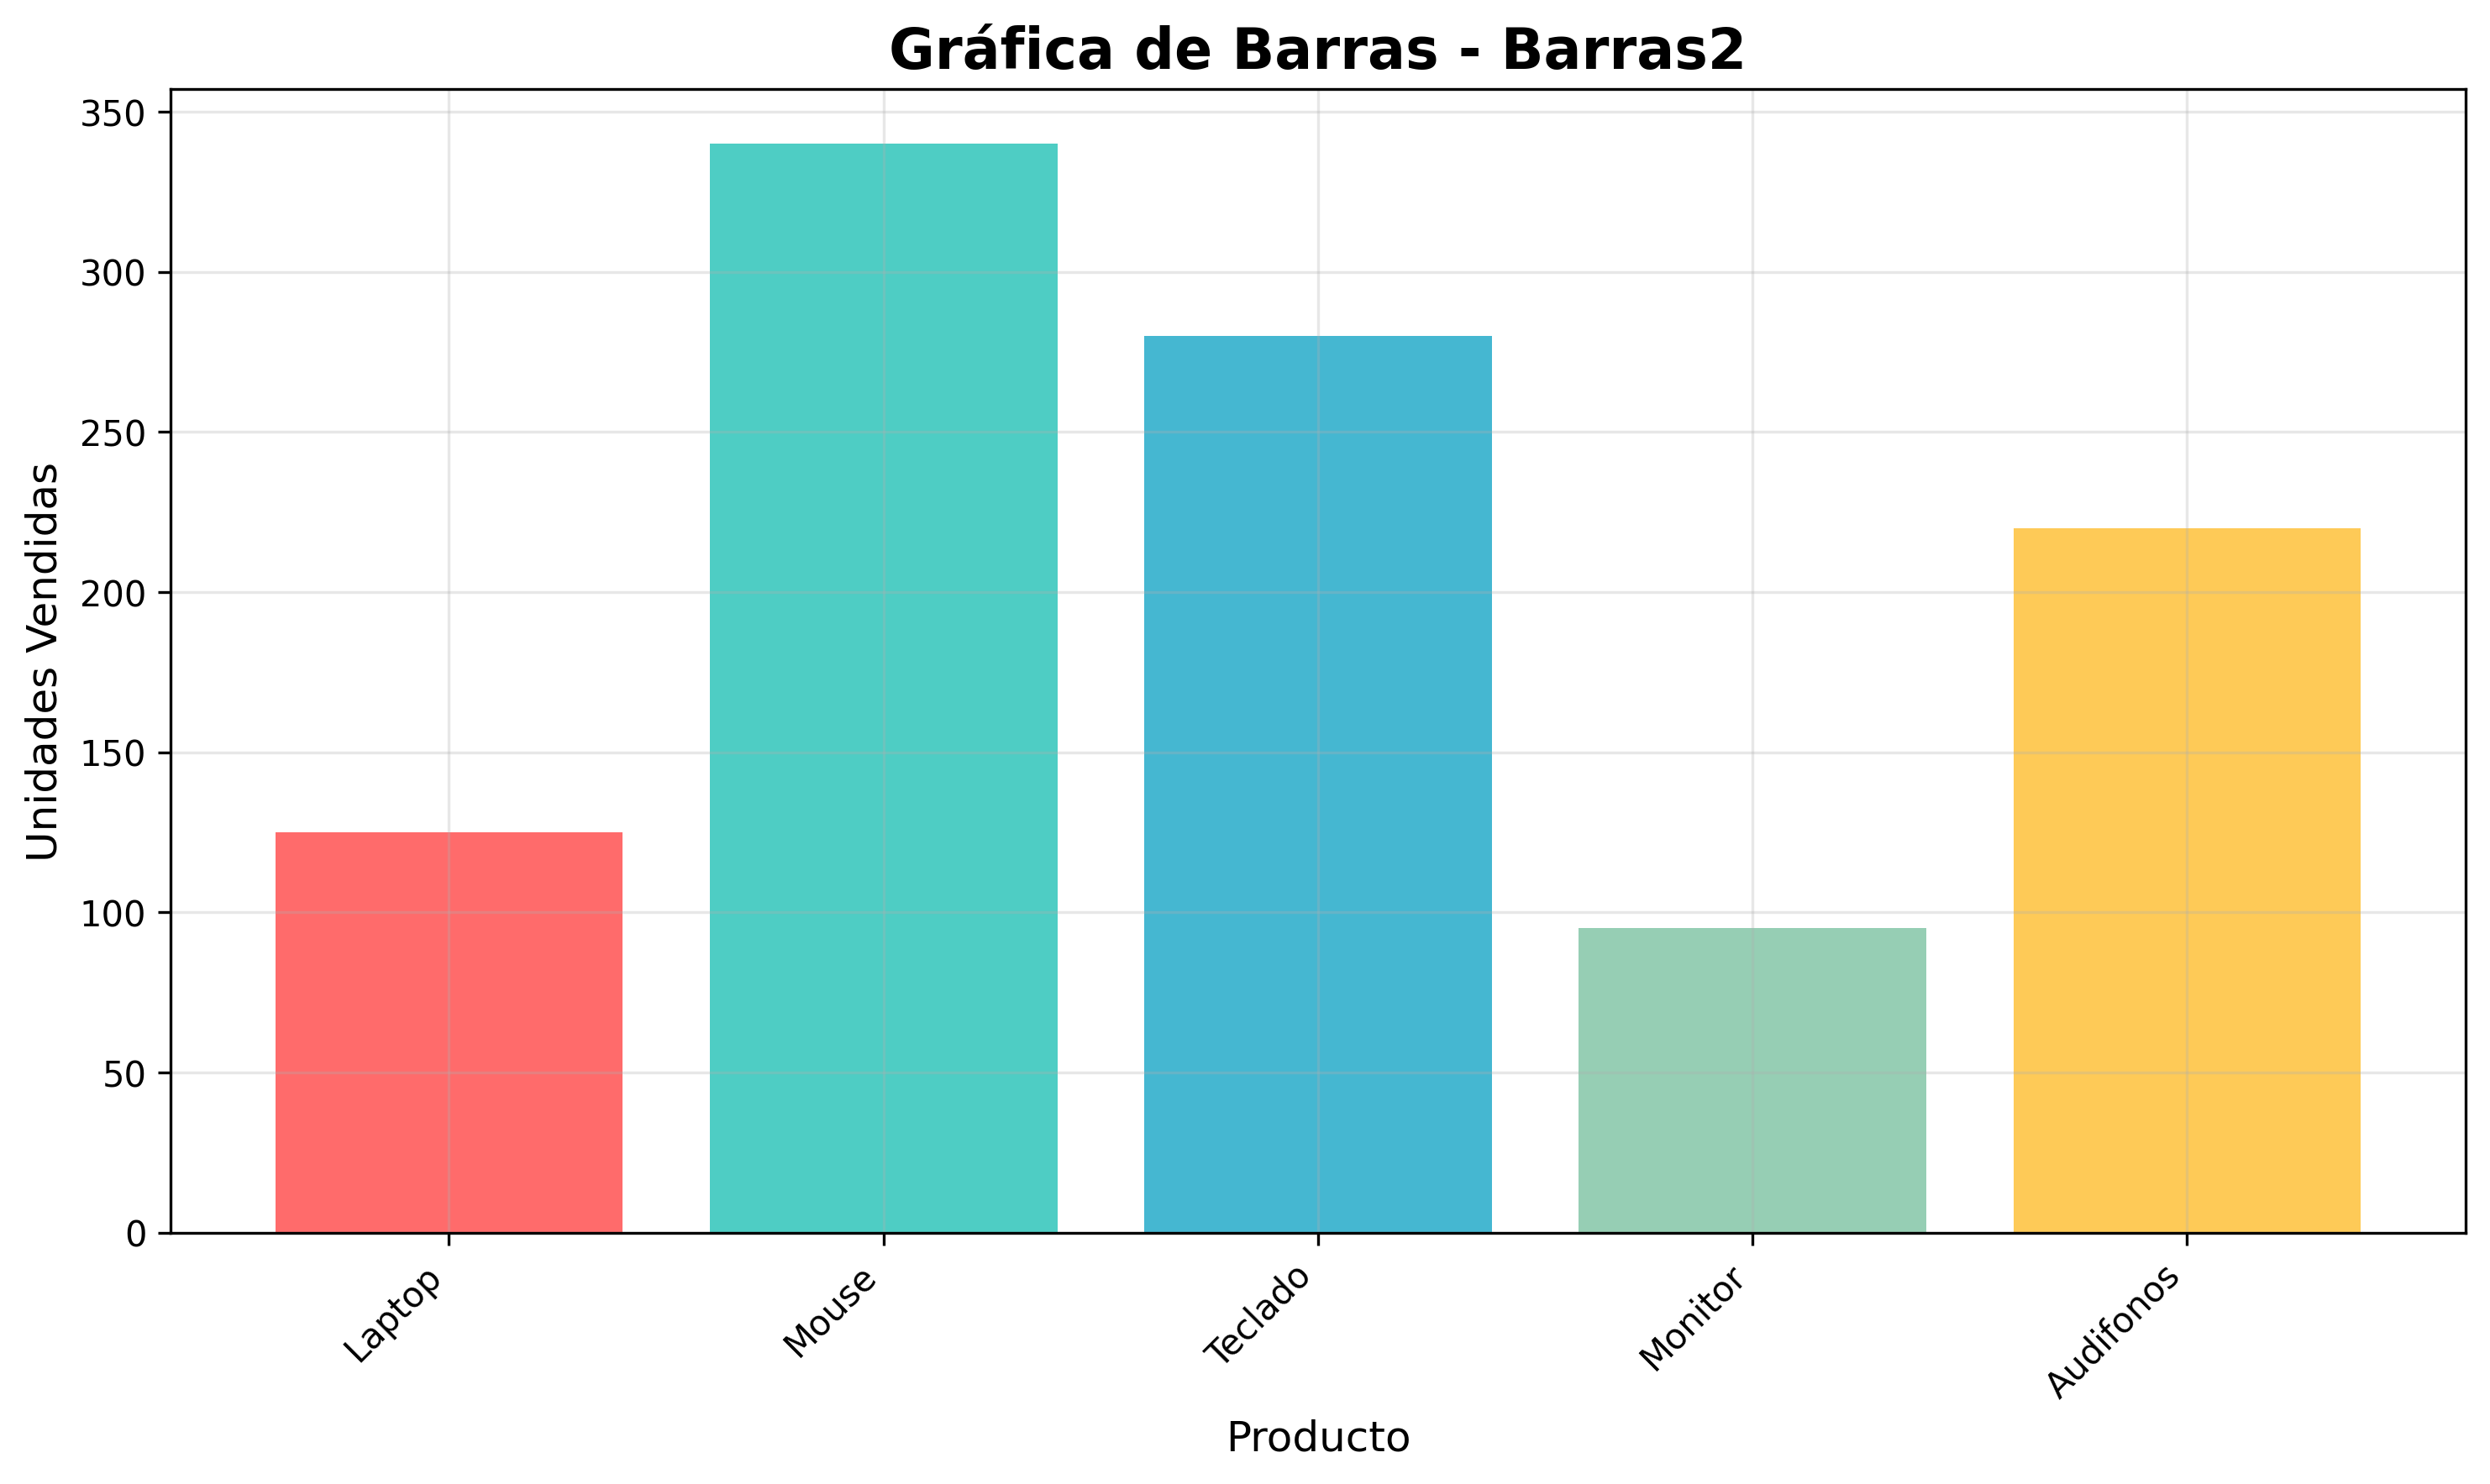 Gráfica de Barras - Barras2
Unidades Vendidas
350
300
250
200
150
100
50
0
Laptop
Mouse
Teclado
Monitor
Audifonos
Producto